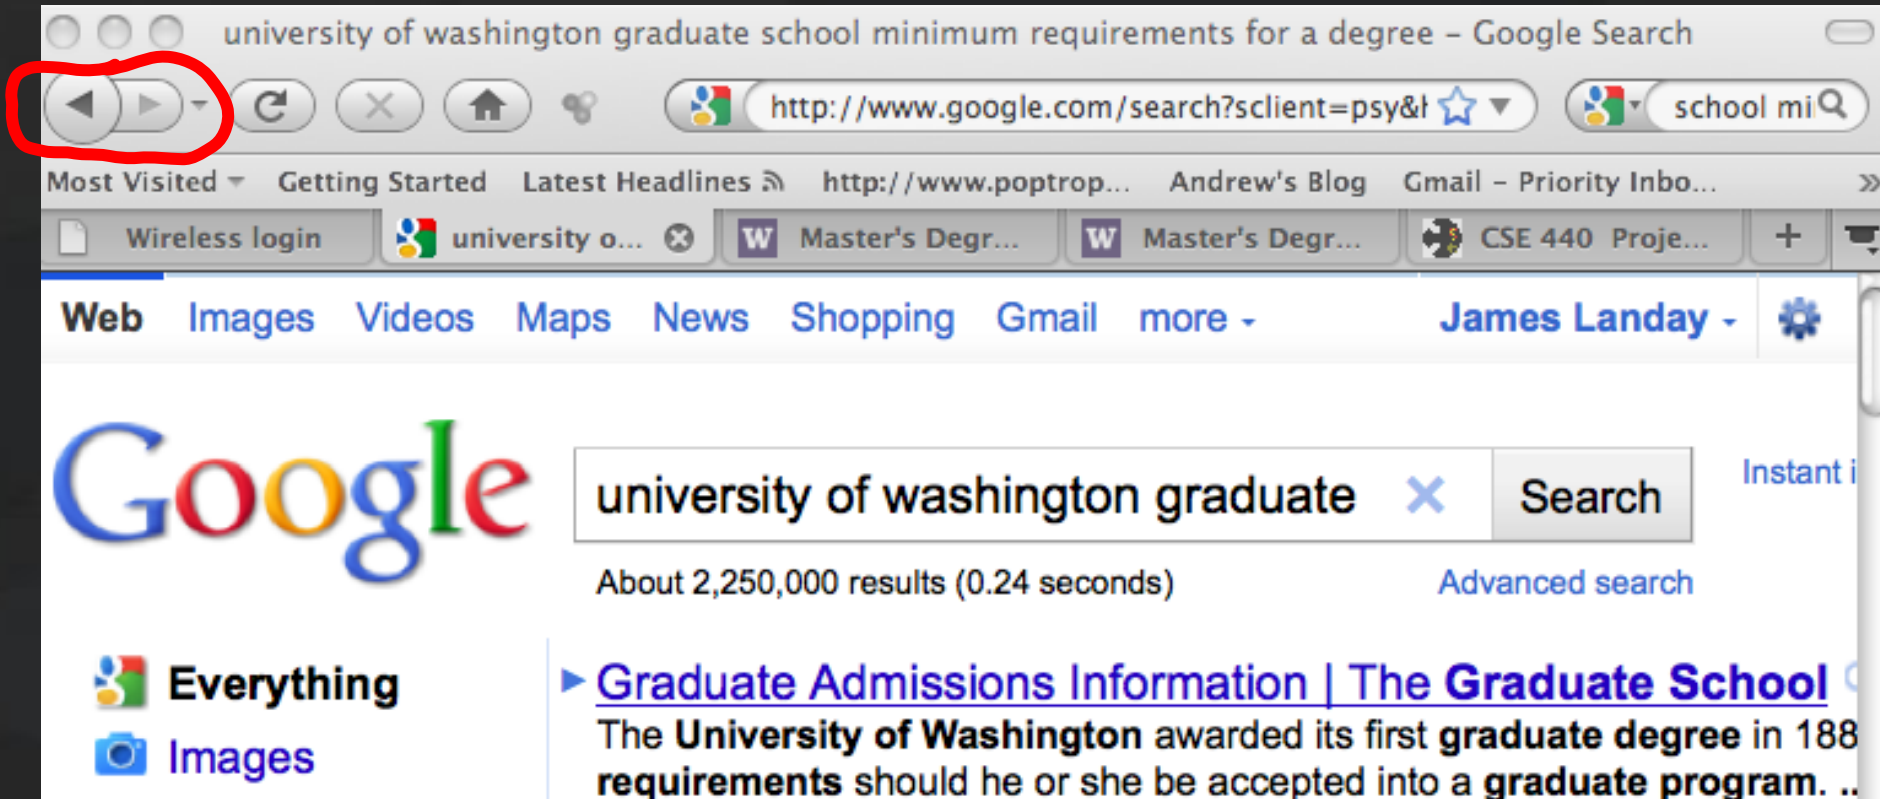 university of washington graduate school minimum requirements for a degree – Google Search
http://www.google.com/search?sclient=psy&h school mi
Most Visited Getting Started Latest Headlines http://www.poptrop... Andrew's Blog Gmail – Priority Inbo... »
Wireless login university o... W Master's Degr... W Master's Degr... CSE 440 Proje... +
Web Images Videos Maps News Shopping Gmail more James Landay
Google
university of washington graduate × Search
Instant i
About 2,250,000 results (0.24 seconds) Advanced search
Everything
Images
Graduate Admissions Information | The Graduate School
The University of Washington awarded its first graduate degree in 188
requirements should he or she be accepted into a graduate program. ..